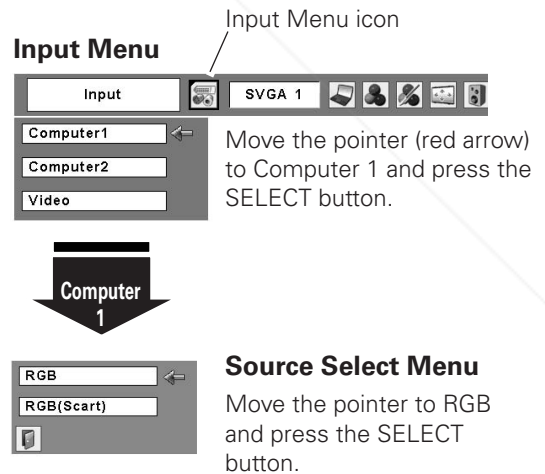 Input Menu icon
Input Menu
Input
SVGA 1
Computer1
Computer2
Video
Move the pointer (red arrow)
to Computer 1 and press the
SELECT button.
Computer
1
RGB
RGB(Scart)
Source Select Menu
Move the pointer to RGB
and press the SELECT
button.